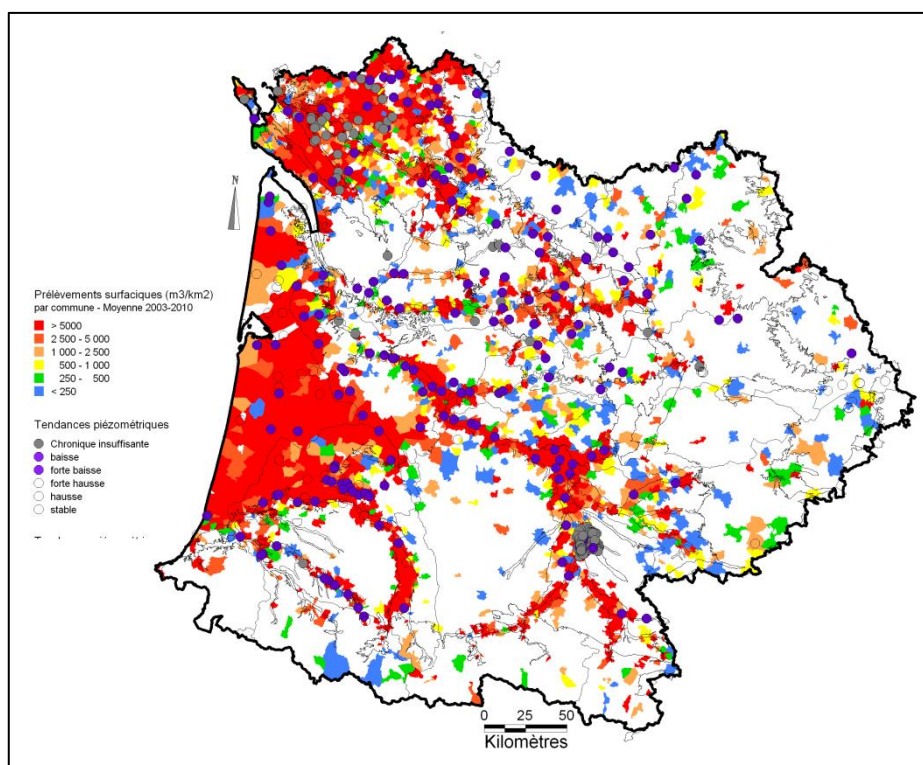 N
Prélèvements surfaciques (m3/km2)
par commune - Moyenne 2003-2010
> 5000
2 500 - 5 000
1 000 - 2 500
500 - 1 000
250 - 500
< 250
Tendances piézométriques
Chronique insuffisante
baisse
forte baisse
forte hausse
hausse
stable
0 25 50
Kilomètres